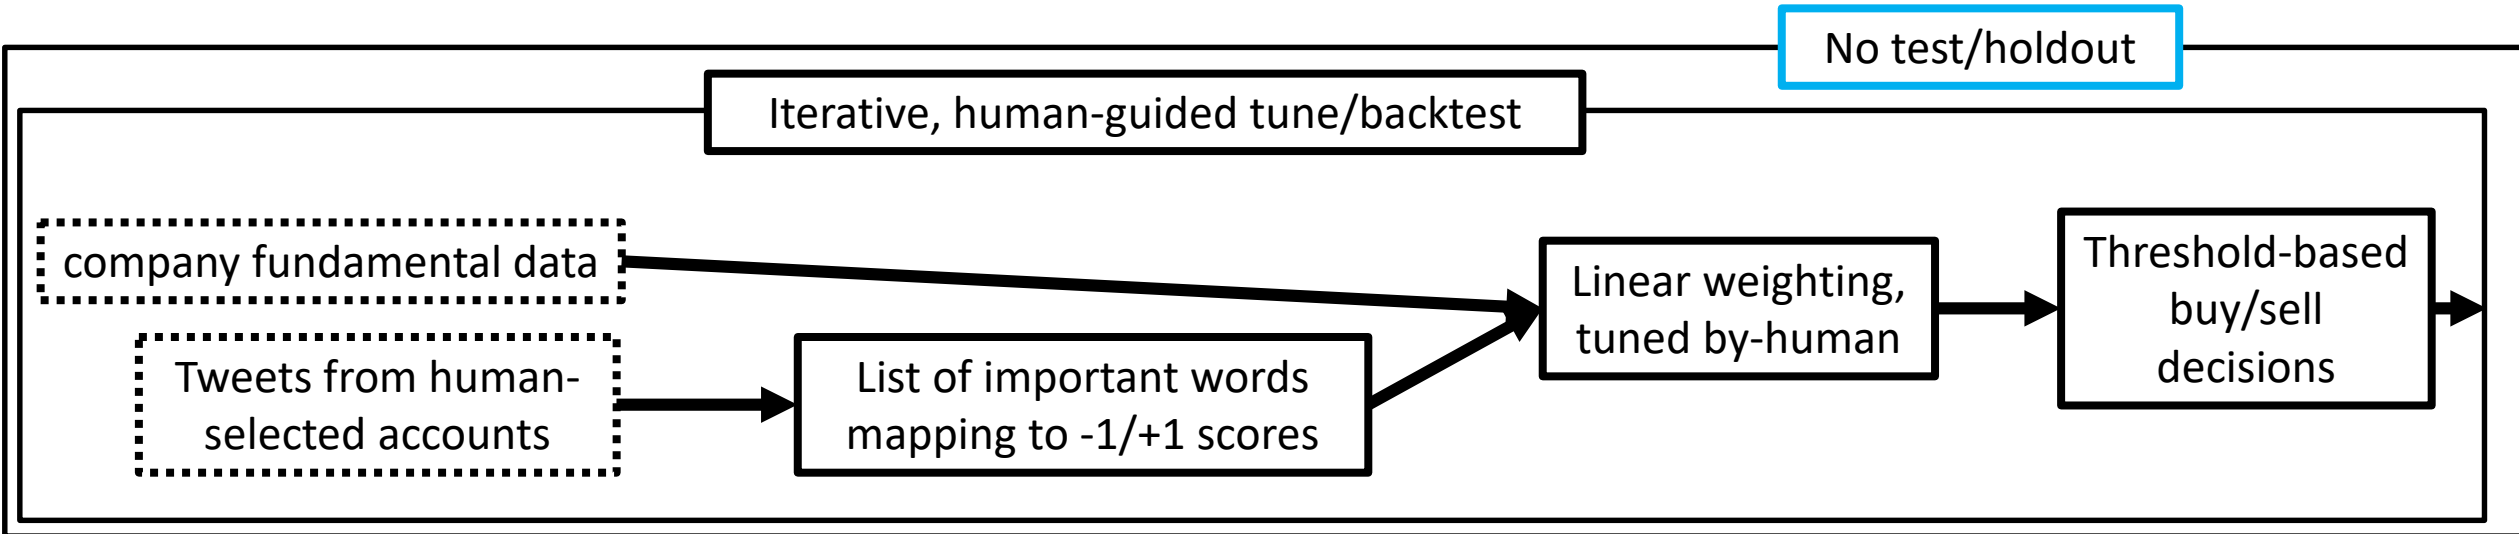 No test/holdout
Iterative, human-guided tune/backtest
company fundamental data
Tweets from human-
selected accounts
List of important words
mapping to -1/+1 scores
Linear weighting,
tuned by-human
Threshold-based
buy/sell
decisions